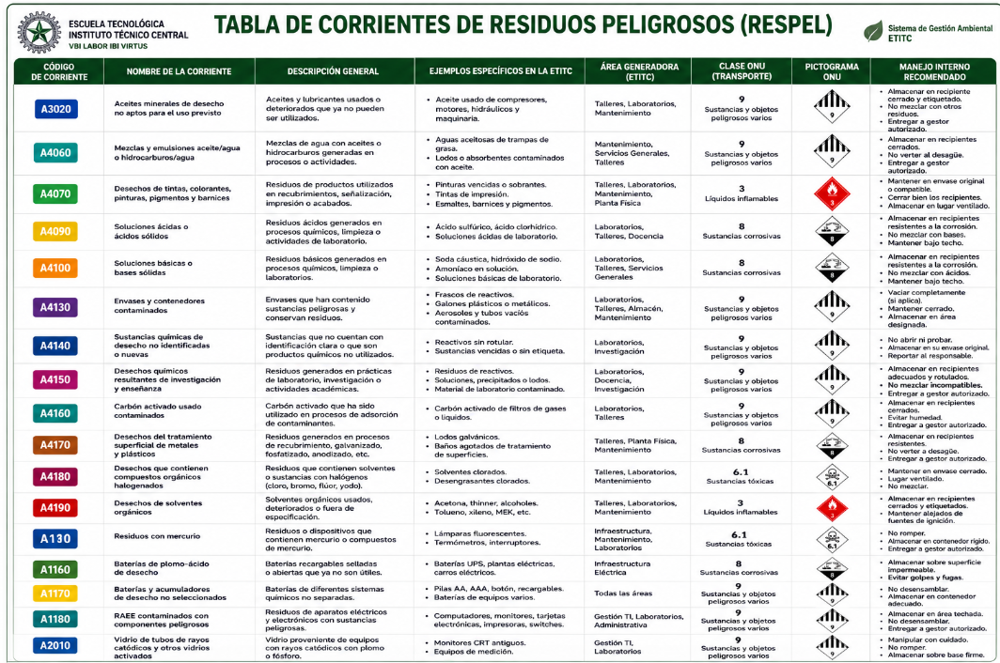 ESCUELA TECNOLÓGICA
INSTITUTO TÉCNICO CENTRAL
VBI LABOR IBI VIRTUS
TABLA DE CORRIENTES DE RESIDUOS PELIGROSOS (RESPEL)
Sistema de Gestión Ambiental
ETITC
CÓDIGO
DE CORRIENTE
NOMBRE DE LA CORRIENTE
DESCRIPCIÓN GENERAL
EJEMPLOS ESPECÍFICOS EN LA ETITC
ÁREA GENERADORA
(ETITC)
CLASE ONU
(TRANSPORTE)
PICTOGRAMA
ONU
MANEJO INTERNO
RECOMENDADO
A3020
Aceites minerales de desecho
no aptos para el uso previsto
Aceites y lubricantes usados o
deteriorados que ya no pueden
ser utilizados.
• Aceite usado de compresores,
motores, hidráulicos y
maquinaria.
Talleres, Laboratorios,
Mantenimiento
9
Sustancias y objetos
peligrosos varios
9
• Almacenar en recipiente
cerrado y etiquetado.
• No mezclar con otros
residuos.
• Entregar a gestor
autorizado.
A4060
Mezclas y emulsiones aceite/agua
o hidrocarburos/agua
Mezclas de agua con aceites o
hidrocarburos generadas en
procesos o actividades.
• Aguas aceitosas de trampas de
grasa.
• Lodos o absorbentes contaminados
con aceite.
Mantenimiento,
Servicios Generales,
Talleres
9
Sustancias y objetos
peligrosos varios
9
• Almacenar en recipientes
cerrados.
• No verter al desagüe.
• Entregar a gestor
autorizado.
A4070
Desechos de tintas, colorantes,
pinturas, pigmentos y barnices
Residuos de productos utilizados
en recubrimientos, señalización,
impresión o acabados.
• Pinturas vencidas o sobrantes.
• Tintas de impresión.
• Esmaltes, barnices y pigmentos.
Talleres, Laboratorios,
Mantenimiento,
Planta Física
3
Líquidos inflamables
3
• Mantener en envase original
o compatible.
• Cerrar bien los recipientes.
• Almacenar en lugar ventilado.
A4090
Soluciones ácidas o
ácidos sólidos
Residuos ácidos generados en
procesos químicos, limpieza o
actividades de laboratorio.
• Ácido sulfúrico, ácido clorhídrico.
• Soluciones ácidas de laboratorio.
Laboratorios,
Talleres, Docencia
8
Sustancias corrosivas
8
• Almacenar en recipientes
resistentes a la corrosión.
• No mezclar con bases.
• Mantener bajo techo.
A4100
Soluciones básicas o
bases sólidas
Residuos básicos generados en
procesos químicos, limpieza o
laboratorios.
• Soda cáustica, hidróxido de sodio.
• Amoníaco en solución.
• Soluciones básicas de laboratorio.
Laboratorios,
Talleres, Servicios
Generales
8
Sustancias corrosivas
8
• Almacenar en recipientes
resistentes a la corrosión.
• No mezclar con ácidos.
• Mantener bajo techo.
A4130
Envases y contenedores
contaminados
Envases que han contenido
sustancias peligrosas y
conservan residuos.
• Frascos de reactivos.
• Galones plásticos o metálicos.
• Aerosoles y tubos vacíos
contaminados.
Laboratorios,
Talleres, Almacén,
Mantenimiento
9
Sustancias y objetos
peligrosos varios
9
• Vaciar completamente
(si aplica).
• Mantener cerrado.
• Almacenar en área
designada.
A4140
Sustancias químicas de
desecho no identificadas
o nuevas
Sustancias que no cuentan con
identificación clara o que son
productos químicos no utilizados.
• Reactivos sin rotular.
• Sustancias vencidas o sin etiqueta.
Laboratorios,
Investigación
9
Sustancias y objetos
peligrosos varios
9
• No abrir ni probar.
• Almacenar en su envase original.
• Reportar al responsable.
A4150
Desechos químicos
resultantes de investigación
y enseñanza
Residuos generados en prácticas
de laboratorio, investigación o
actividades académicas.
• Residuos de reactivos.
• Soluciones, precipitados o lodos.
• Material de laboratorio contaminado.
Laboratorios,
Docencia,
Investigación
9
Sustancias y objetos
peligrosos varios
9
• Almacenar en recipientes
adecuados y rotulados.
• No mezclar incompatibles.
• Entregar a gestor autorizado.
A4160
Carbón activado usado
contaminados
Carbón activado que ha sido
utilizado en procesos de adsorción
de contaminantes.
• Carbón activado de filtros de gases
o líquidos.
Laboratorios,
Talleres
9
Sustancias y objetos
peligrosos varios
9
• Almacenar en recipientes
cerrados.
• Evitar humedad.
• Entregar a gestor autorizado.
A4170
Desechos del tratamiento
superficial de metales
y plásticos
Residuos generados en procesos
de recubrimiento, galvanizado,
fosfatizado, anodizado, etc.
• Lodos galvánicos.
• Baños agotados de tratamiento
de superficies.
Talleres, Planta Física,
Mantenimiento
8
Sustancias corrosivas
8
• Almacenar en recipientes
resistentes.
• No verter a desagüe.
• Entregar a gestor autorizado.
A4180
Desechos que contienen
compuestos orgánicos
halogenados
Residuos que contienen solventes
o sustancias con halógenos
(cloro, bromo, flúor, yodo).
• Solventes clorados.
• Desengrasantes clorados.
Talleres, Laboratorios,
Mantenimiento
6.1
Sustancias tóxicas
6.1
• Mantener en envase cerrado.
• Lugar ventilado.
• No mezclar.
A4190
Desechos de solventes
orgánicos
Solventes orgánicos usados,
deteriorados o fuera de
especificación.
• Acetona, thinner, alcoholes.
• Tolueno, xileno, MEK, etc.
Talleres, Laboratorios,
Mantenimiento
3
Líquidos inflamables
3
• Almacenar en recipientes
cerrados y etiquetados.
• Mantener alejados de
fuentes de ignición.
A130
Residuos con mercurio
Residuos o dispositivos que
contienen mercurio o compuestos
de mercurio.
• Lámparas fluorescentes.
• Termómetros, interruptores.
Infraestructura,
Mantenimiento,
Laboratorios
6.1
Sustancias tóxicas
6.1
• No romper.
• Almacenar en contenedor rígido.
• Entregar a gestor autorizado.
A1160
Baterías de plomo-ácido
de desecho
Baterías recargables selladas
o abiertas que ya no son útiles.
• Baterías UPS, plantas eléctricas,
carros eléctricos.
Infraestructura
Eléctrica
8
Sustancias corrosivas
8
• Almacenar sobre superficie
impermeable.
• Evitar golpes y fugas.
A1170
Baterías y acumuladores
de desecho no seleccionados
Baterías de diferentes sistemas
químicos no separadas.
• Pilas AA, AAA, botón, recargables.
• Baterías de equipos varios.
Todas las áreas
9
Sustancias y objetos
peligrosos varios
9
• No desensamblar.
• Almacenar en contenedor
adecuado.
A1180
RAEE contaminados con
componentes peligrosos
Residuos de aparatos eléctricos
y electrónicos con sustancias
peligrosas.
• Computadores, monitores, tarjetas
electrónicas, impresoras, switches.
Gestión TI, Laboratorios,
Administrativa
9
Sustancias y objetos
peligrosos varios
9
• Almacenar en área techada.
• No desensamblar.
• Entregar a gestor autorizado.
A2010
Vidrio de tubos de rayos
catódicos y otros vidrios
activados
Vidrio proveniente de equipos
con rayos catódicos con plomo
o fósforo.
• Monitores CRT antiguos.
• Equipos de medición.
Gestión TI,
Laboratorios
9
Sustancias y objetos
peligrosos varios
9
• Manipular con cuidado.
• No romper.
• Almacenar sobre base firme.